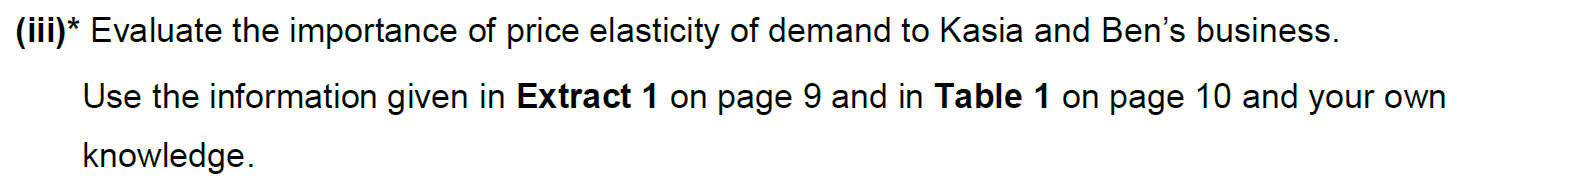 (iii)* Evaluate the importance of price elasticity of demand to Kasia and Ben’s business.
Use the information given in Extract 1 on page 9 and in Table 1 on page 10 and your own
knowledge.